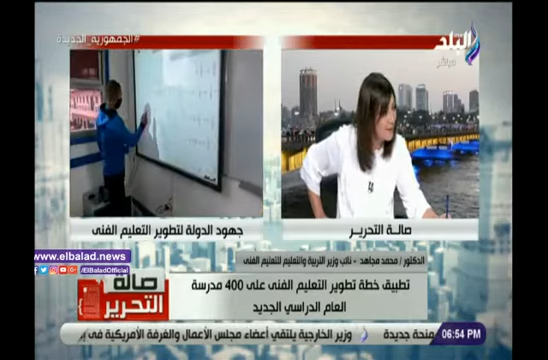 #الجمهورية_الجديدة
البلد
مباشر
جهود الدولة لتطوير التعليم الفنى
صالة التحرير
www.elbalad.news
ElbaladOfficial
الدكتور / محمد مجاهد - نائب وزير التربية والتعليم للتعليم الفنى
صالة التحرير
تطبيق خطة تطوير التعليم الفنى على 400 مدرسة
العام الدراسي الجديد
منحة جديدة
وزير الخارجية يلتقي أعضاء مجلس الأعمال والغرفة الأمريكية في
06:54 PM